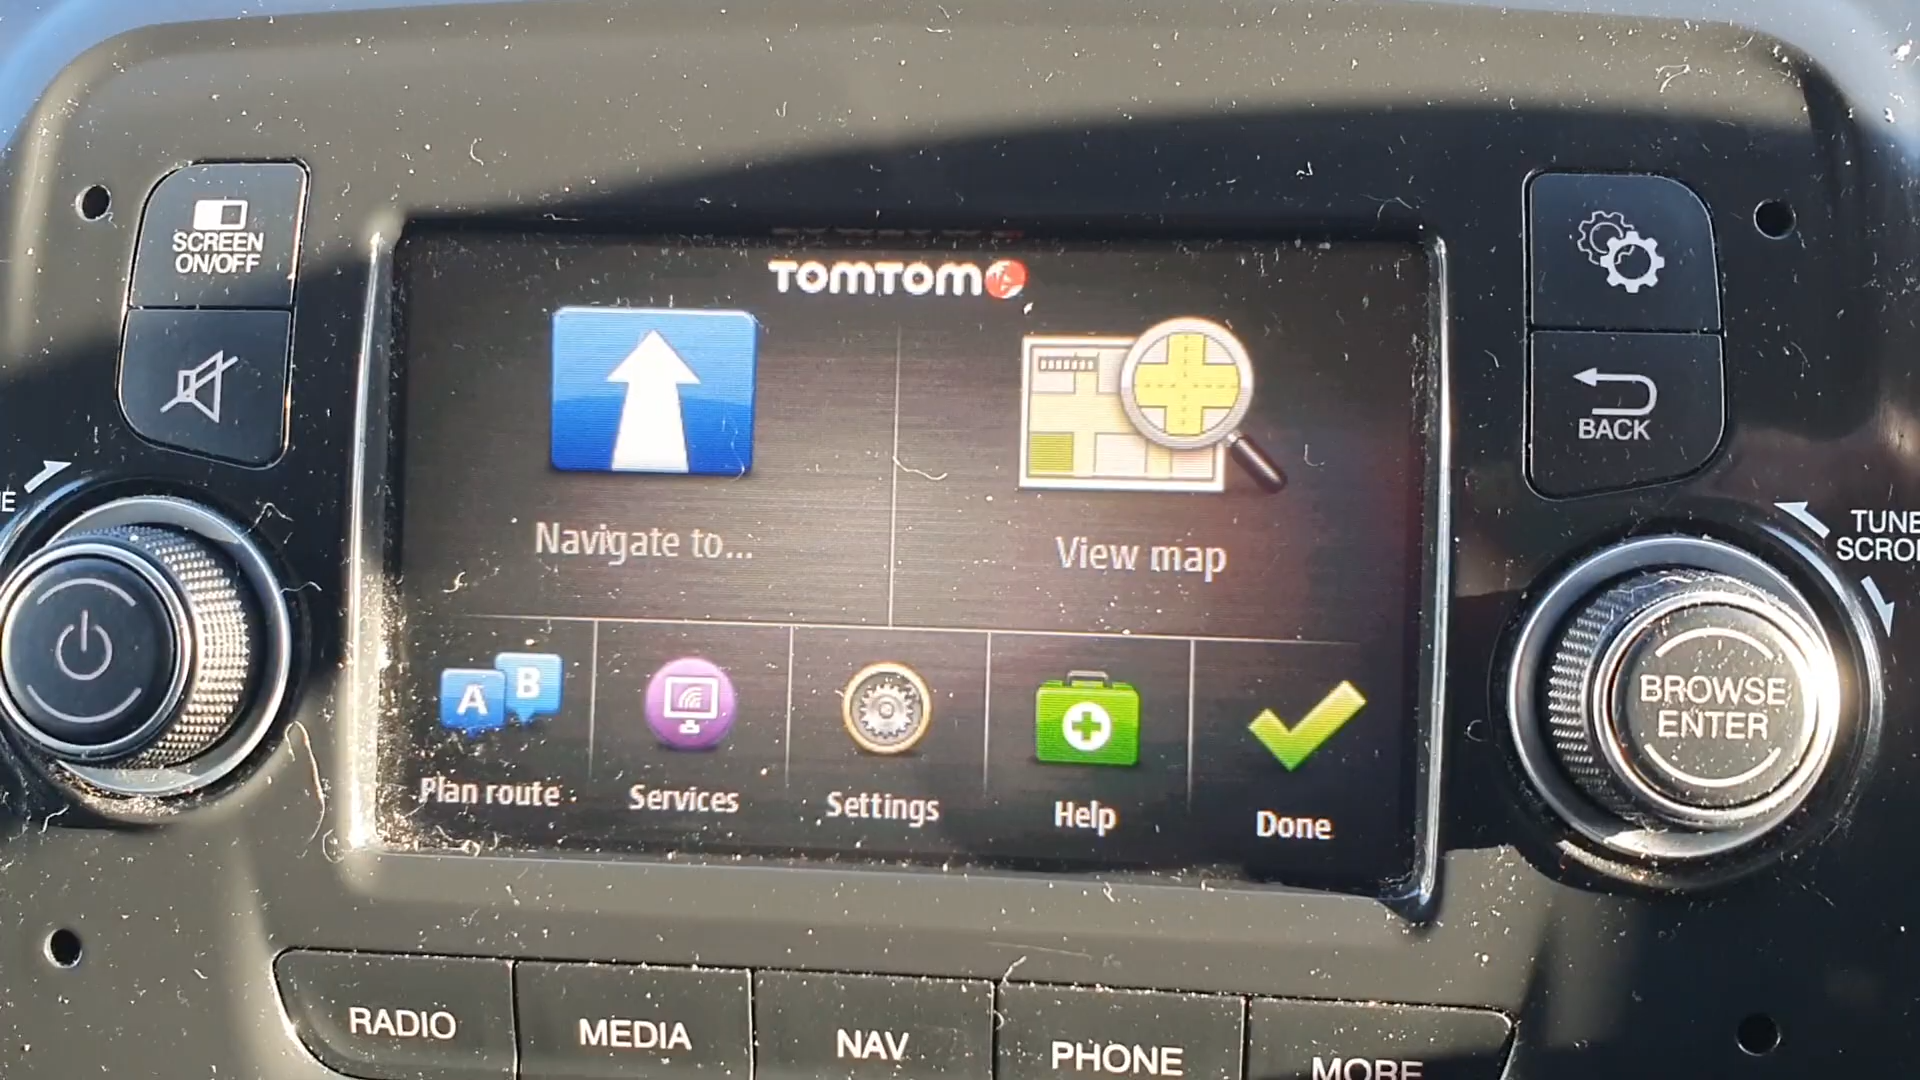 SCREEN
ON/OFF
TOMTOM
Navigate to...
View map
A
B
Plan route
Services
Settings
Help
Done
BACK
TUNE
BROWSE
ENTER
RADIO
MEDIA
NAV
PHONE
MORE